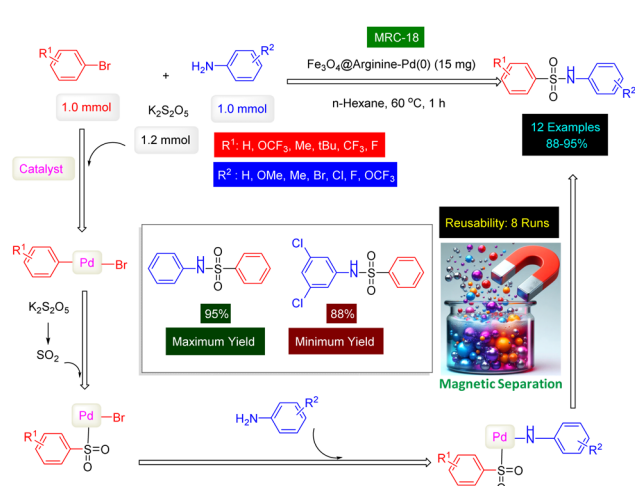 MRC-18
R1
Br
+
H2N
R2
Fe3O4@Arginine-Pd(0) (15 mg)
n-Hexane, 60 oC, 1 h
R1
O
S
O
H
N
R2
1.0 mmol
K2S2O5
1.0 mmol
1.2 mmol
12 Examples
88-95%
R1: H, OCF3, Me, tBu, CF3, F
R2 : H, OMe, Me, Br, Cl, F, OCF3
Catalyst
Reusability: 8 Runs
R1
Pd
Br
H
N
O
S
O
Cl
Cl
H
N
O
S
O
K2S2O5
SO2
95%
88%
Maximum Yield
Minimum Yield
Magnetic Separation
Pd
Br
R1
S
O
O
H2N
R2
Pd
H
N
R2
R1
S
O
O